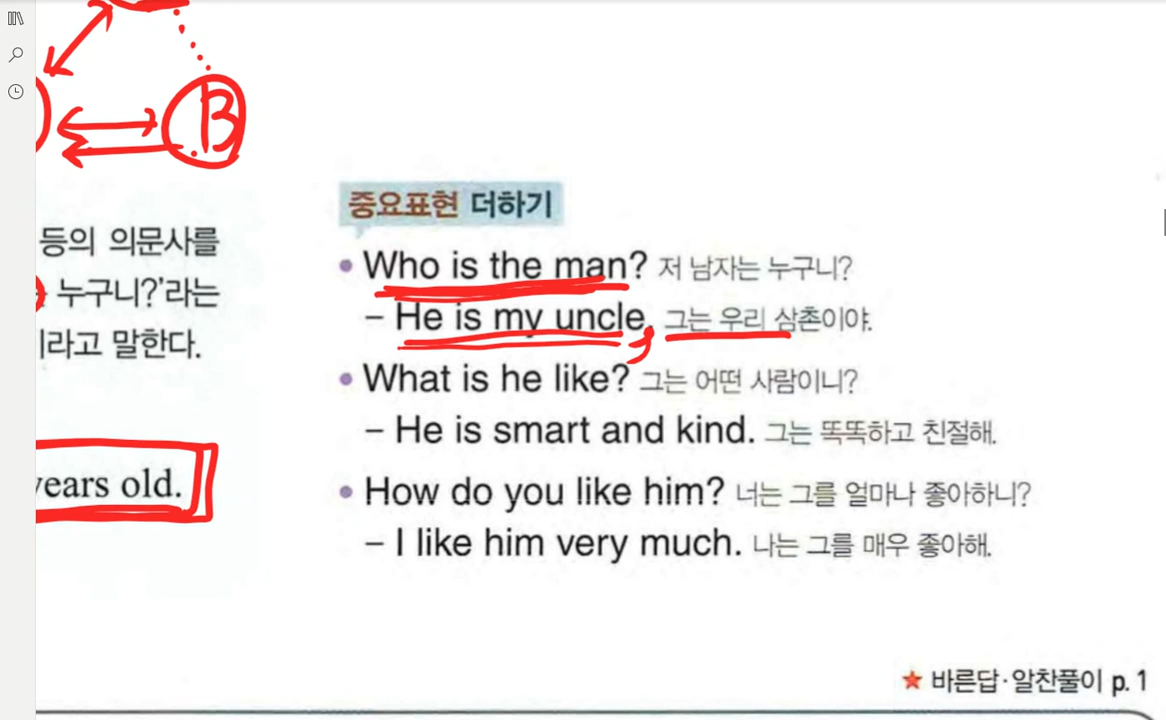 B
등의 의문사를
누구니?'라는
라고 말한다.
years old.
중요표현 더하기
• Who is the man? 저 남자는 누구니?
– He is my uncle. 그는 우리 삼촌이야.
• What is he like? 그는 어떤 사람이니?
– He is smart and kind. 그는 똑똑하고 친절해.
• How do you like him? 너는 그를 얼마나 좋아하니?
– I like him very much. 나는 그를 매우 좋아해.
★ 바른답·알찬풀이 p. 1